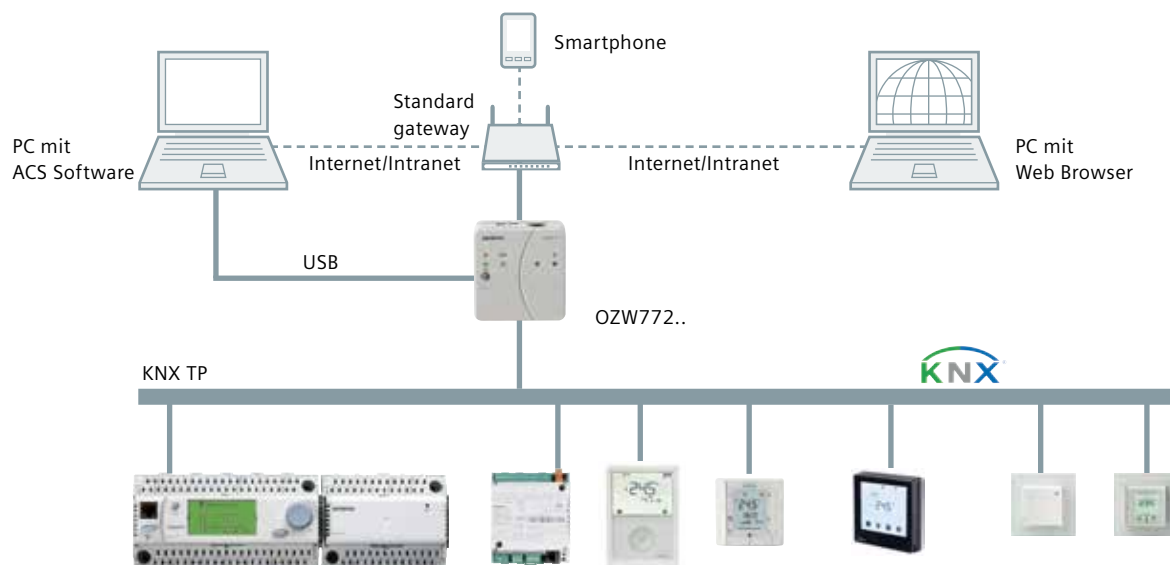 Smartphone
Standard
gateway
PC mit
ACS Software
Internet/Intranet
Internet/Intranet
PC mit
Web Browser
USB
OZW772..
KNX TP
KNX